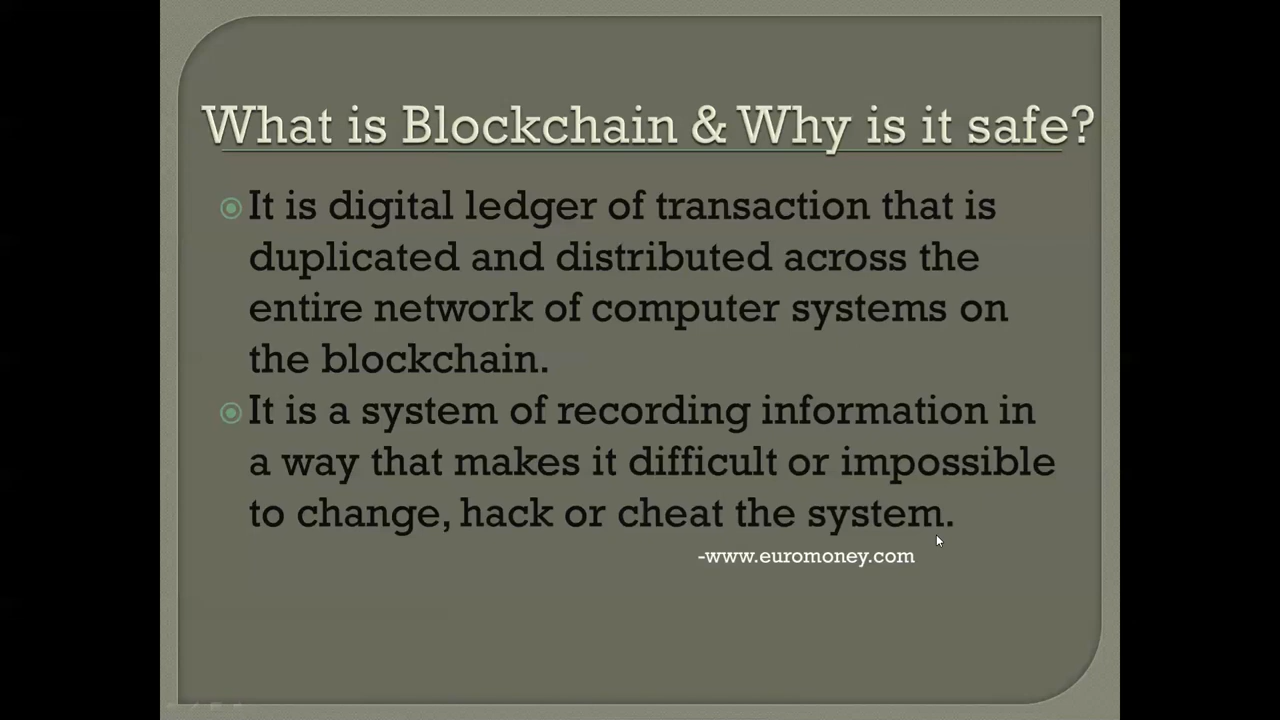 What is Blockchain & Why is it safe?
It is digital ledger of transaction that is
duplicated and distributed across the
entire network of computer systems on
the blockchain.
It is a system of recording information in
a way that makes it difficult or impossible
to change, hack or cheat the system.
-www.euromoney.com